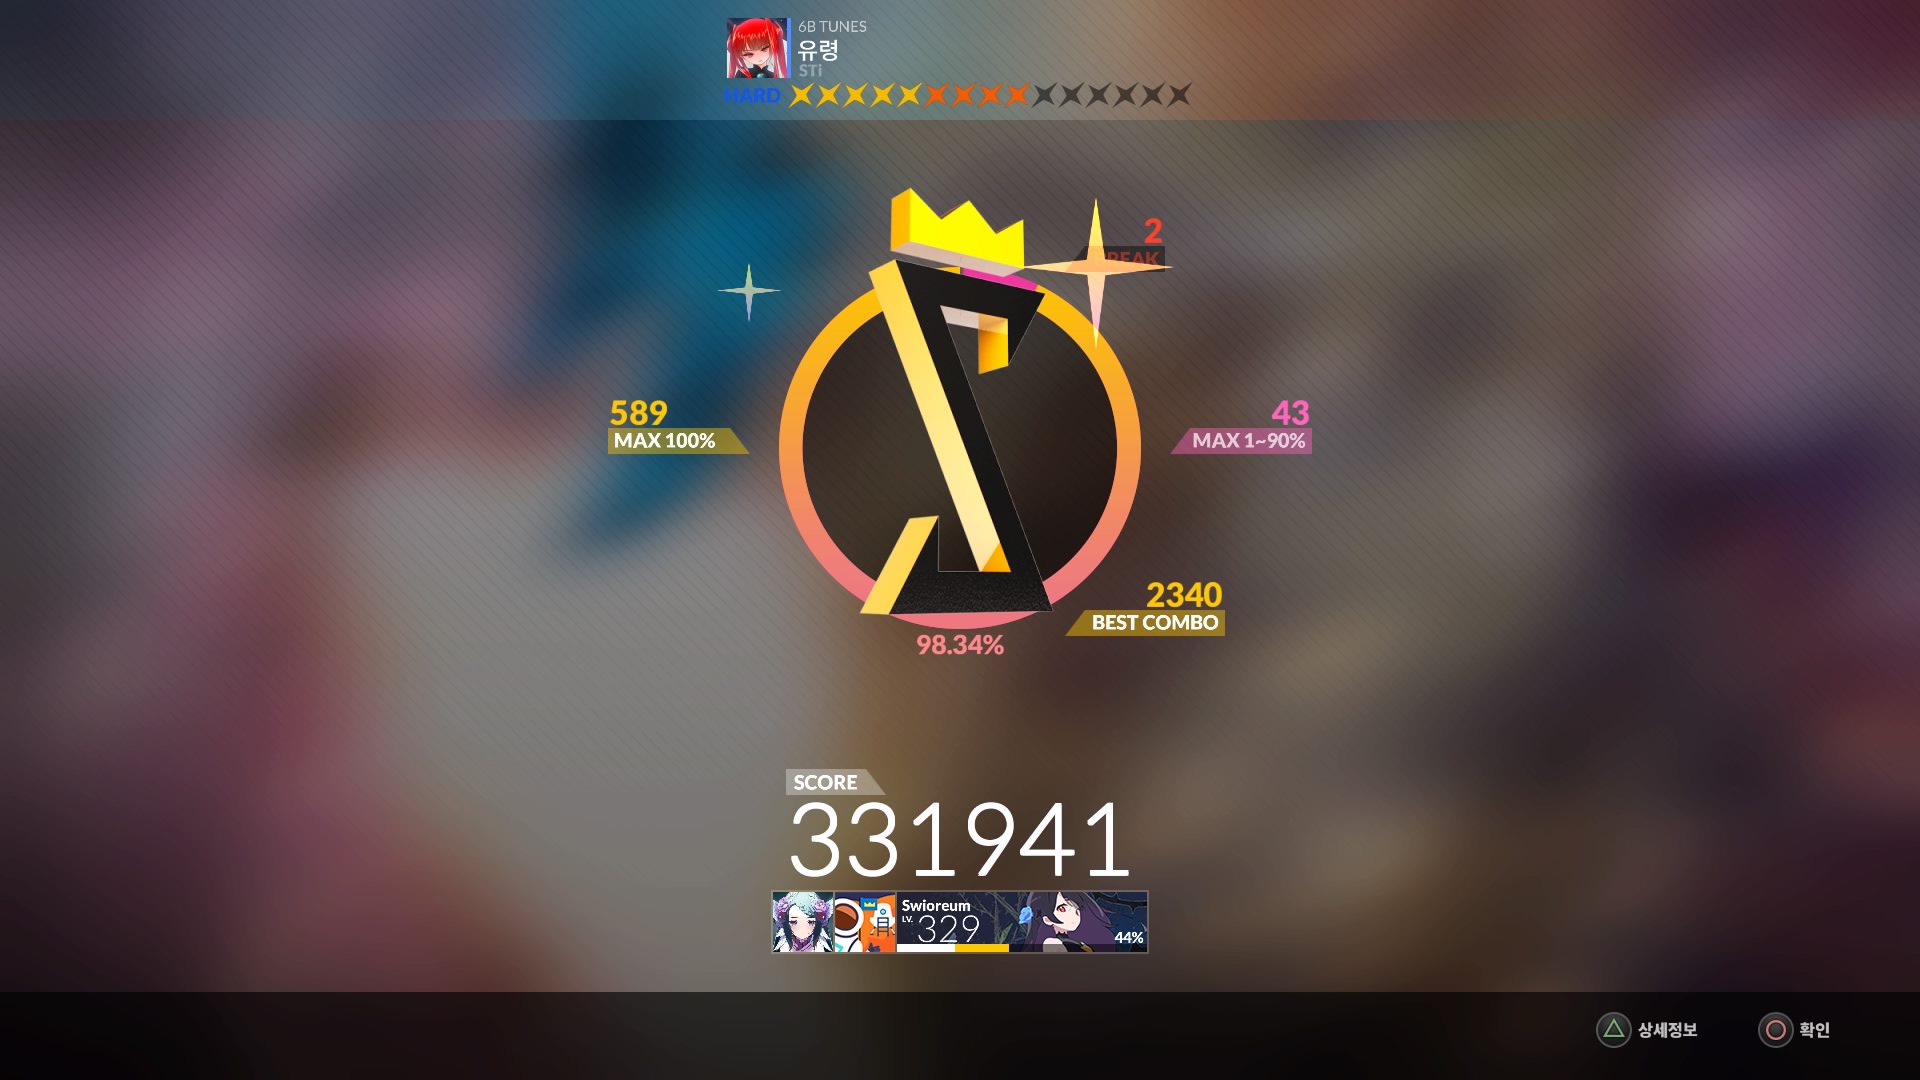 6B TUNES
유령
STi
HARD
2
BREAK
589
MAX 100%
43
MAX 1~90%
2340
BEST COMBO
S
98.34%
SCORE
331941
Swioreum
LV. 329
44%
상세정보
확인